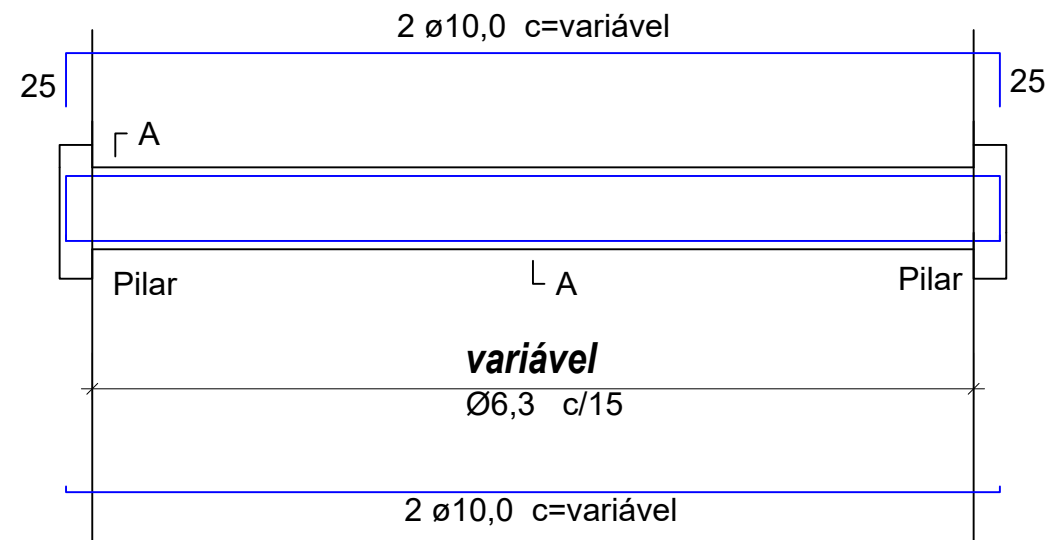 2 ø10,0 c=variável
25
25
A
Pilar
A
Pilar
variável
Ø6,3 c/15
2 ø10,0 c=variável